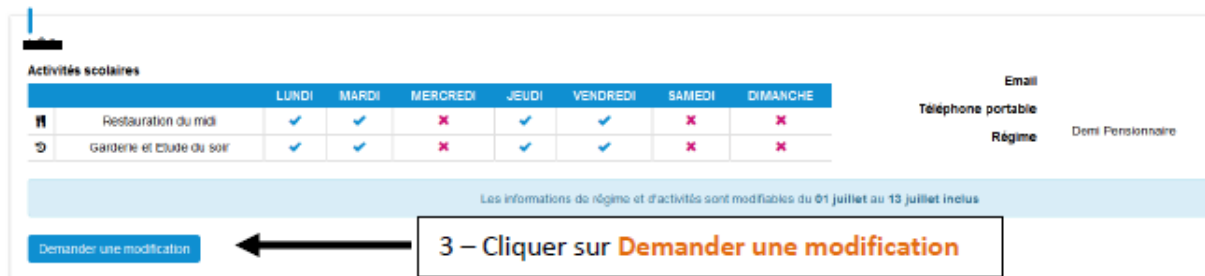 Activités scolaires
LUNDI MARDI MERCREDI JEUDI VENDREDI SAMEDI DIMANCHE
Restauration du midi
Garderie et Etude du soir
Email
Téléphone portable
Régime Demi Pensionnaire
Les informations de régime et d'activités sont modifiables du 01 juillet au 13 juillet inclus
Demander une modification
3 – Cliquer sur Demander une modification